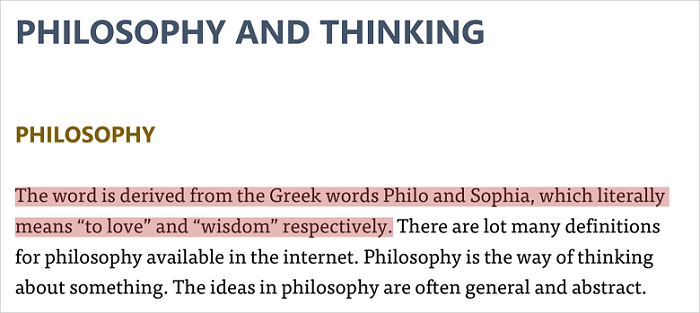 PHILOSOPHY AND THINKING
PHILOSOPHY
The word is derived from the Greek words Philo and Sophia, which literally
means “to love” and “wisdom” respectively. There are lot many definitions
for philosophy available in the internet. Philosophy is the way of thinking
about something. The ideas in philosophy are often general and abstract.